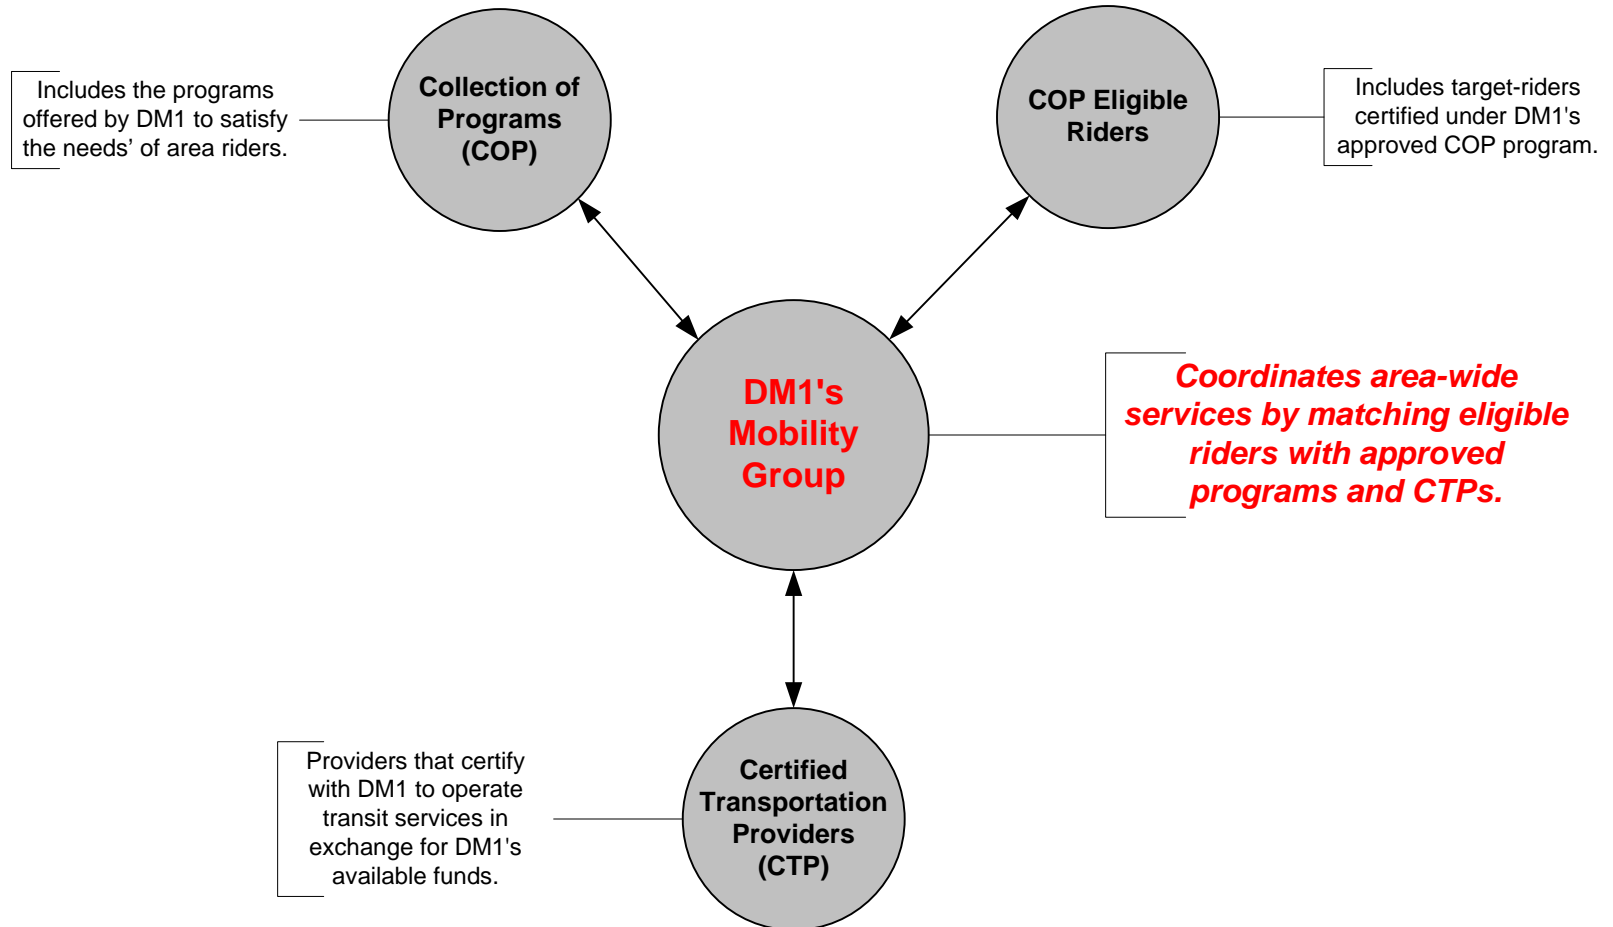 Includes the programs
offered by DM1 to satisfy
the needs’ of area riders.
Collection of
Programs
(COP)
COP Eligible
Riders
Includes target-riders
certified under DM1's
approved COP program.
DM1's
Mobility
Group
Coordinates area-wide
services by matching eligible
riders with approved
programs and CTPs.
Providers that certify
with DM1 to operate
transit services in
exchange for DM1's
available funds.
Certified
Transportation
Providers
(CTP)